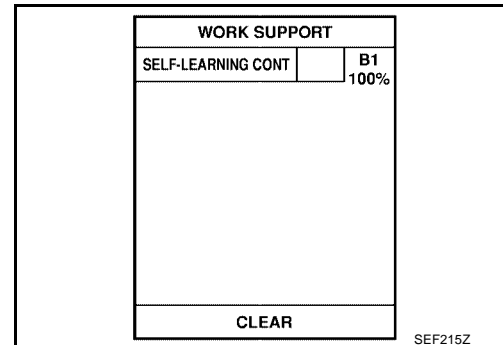 WORK SUPPORT
SELF-LEARNING CONT B1
100%
CLEAR
SEF215Z